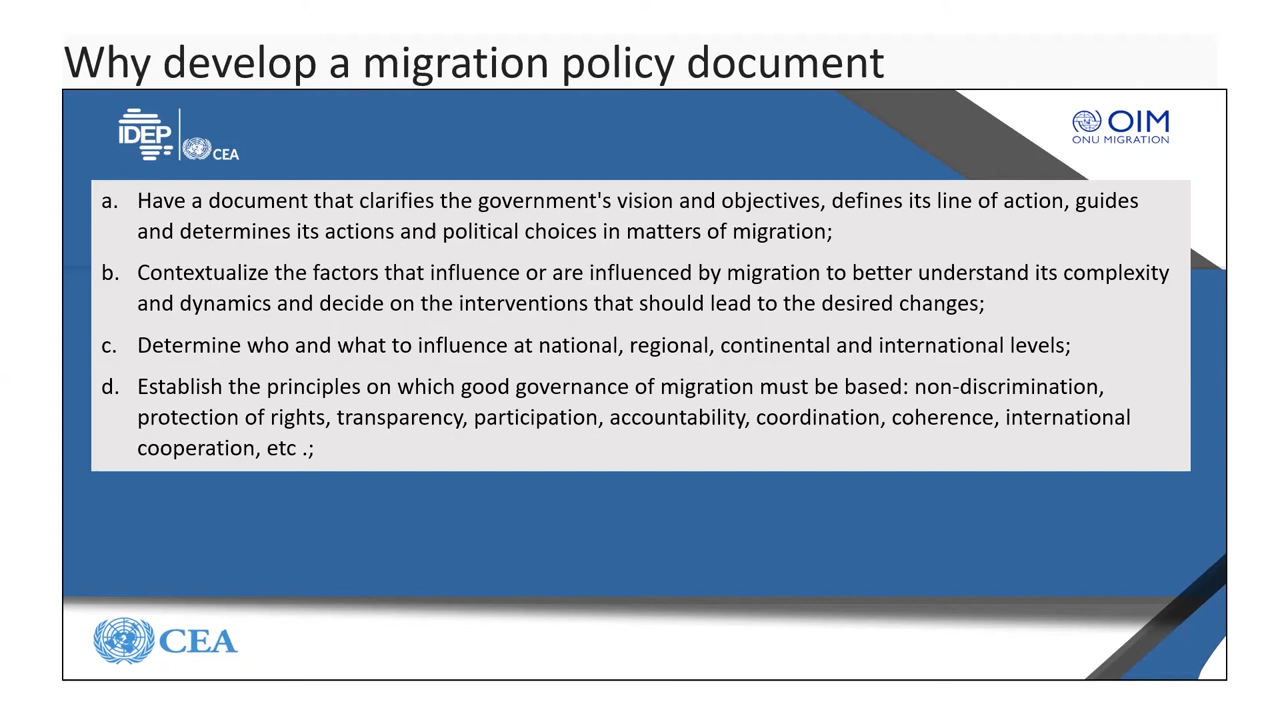 Why develop a migration policy document
IDEP
CEA
OIM
ONU MIGRATION
a. Have a document that clarifies the government's vision and objectives, defines its line of action, guides
and determines its actions and political choices in matters of migration;
b. Contextualize the factors that influence or are influenced by migration to better understand its complexity
and dynamics and decide on the interventions that should lead to the desired changes;
c. Determine who and what to influence at national, regional, continental and international levels;
d. Establish the principles on which good governance of migration must be based: non-discrimination,
protection of rights, transparency, participation, accountability, coordination, coherence, international
cooperation, etc .;
CEA